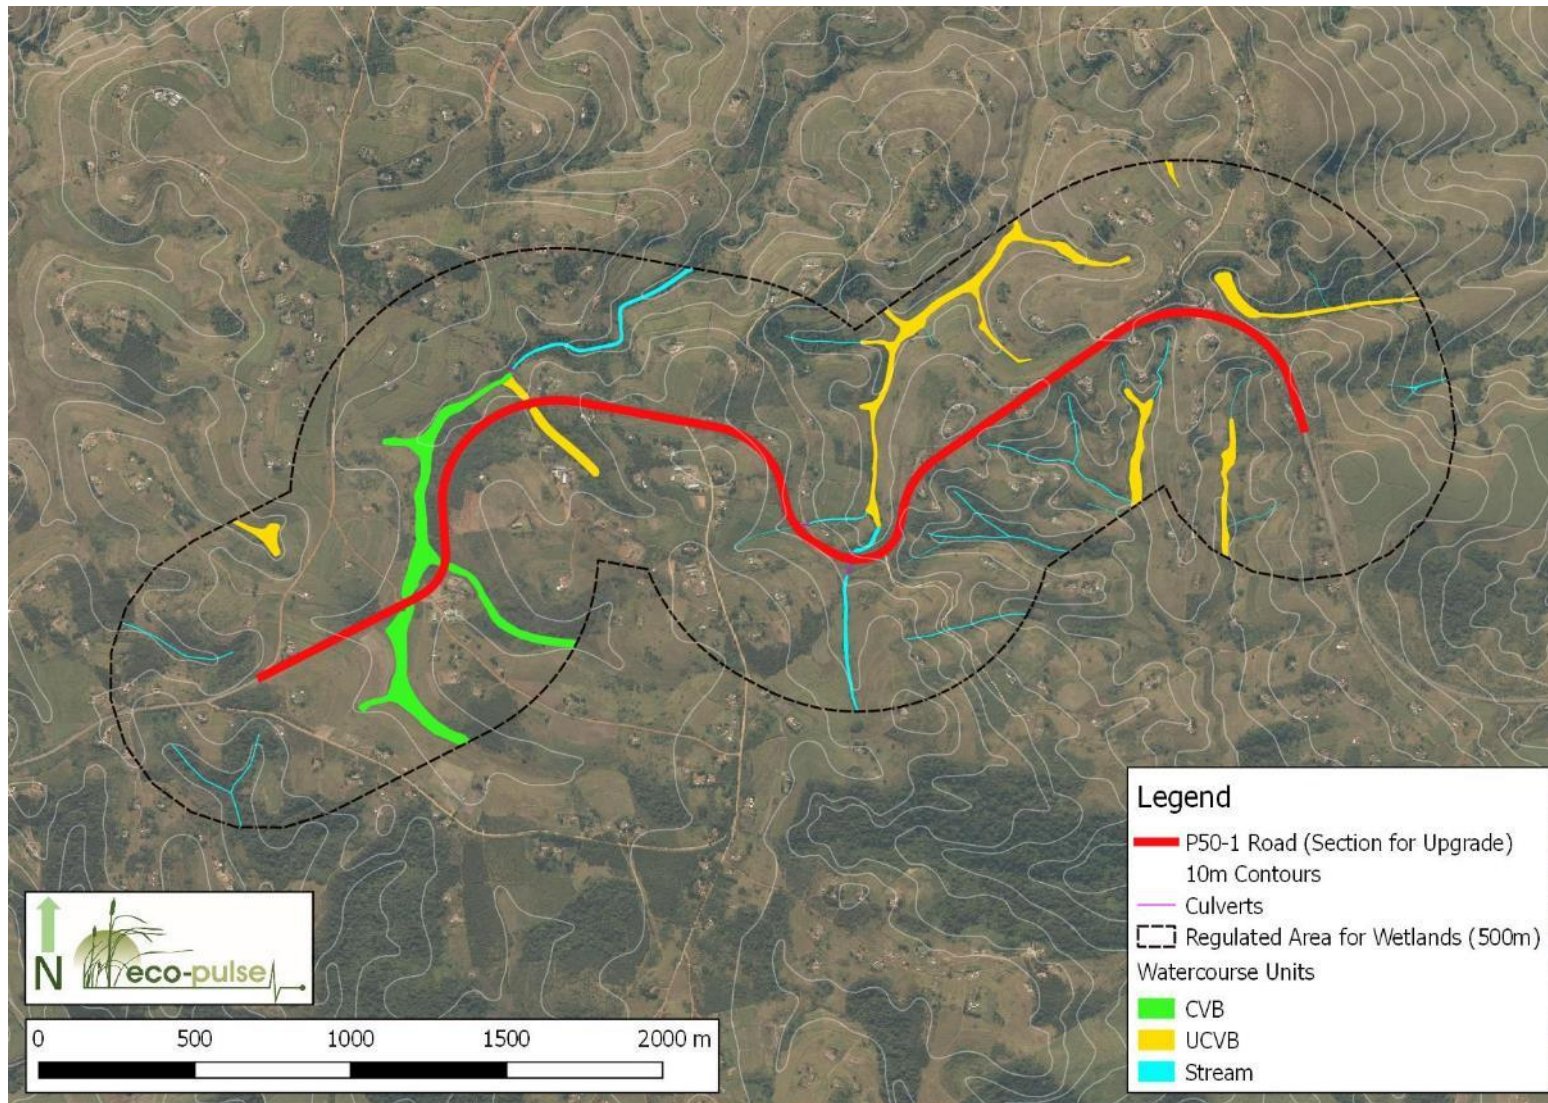 Legend
P50-1 Road (Section for Upgrade)
10m Contours
Culverts
Regulated Area for Wetlands (500m)
Watercourse Units
CVB
UCVB
Stream
N
eco-pulse
0 500 1000 1500 2000 m